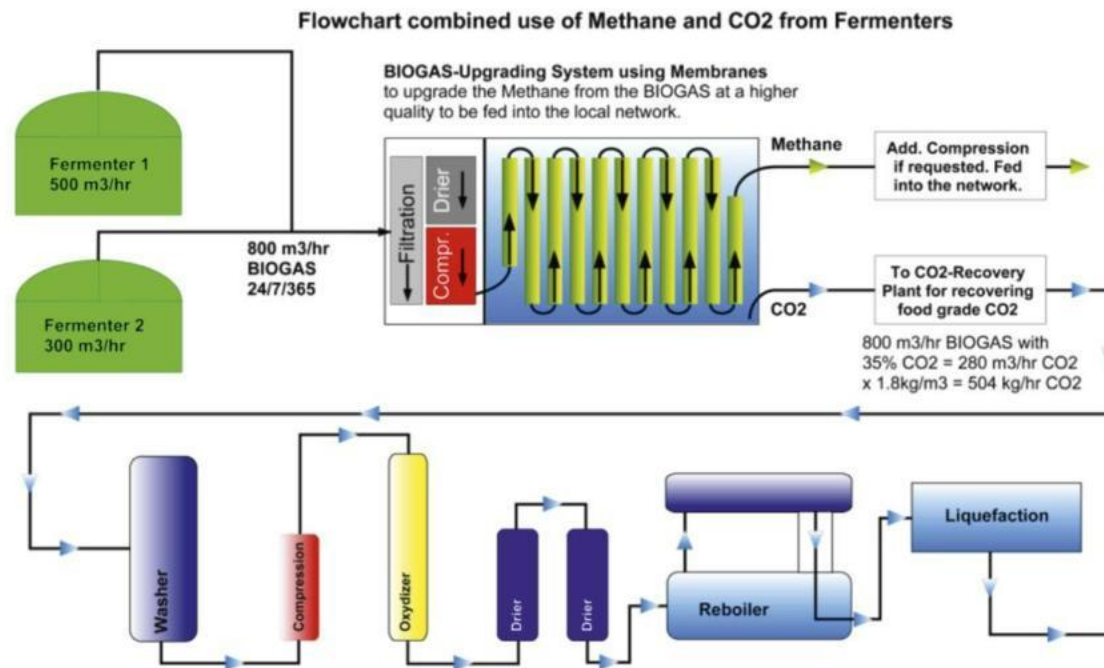 Flowchart combined use of Methane and CO2 from Fermenters
BIOGAS-Upgrading System using Membranes
to upgrade the Methane from the BIOGAS at a higher
quality to be fed into the local network.
Fermenter 1
500 m3/hr
Fermenter 2
300 m3/hr
800 m3/hr
BIOGAS
24/7/365
Filtration
Drier
Compr.
Methane
Add. Compression
if requested. Fed
into the network.
CO2
To CO2-Recovery
Plant for recovering
food grade CO2
800 m3/hr BIOGAS with
35% CO2 = 280 m3/hr CO2
x 1.8kg/m3 = 504 kg/hr CO2
Washer
Compression
Oxydizer
Drier
Drier
Reboiler
Liquefaction